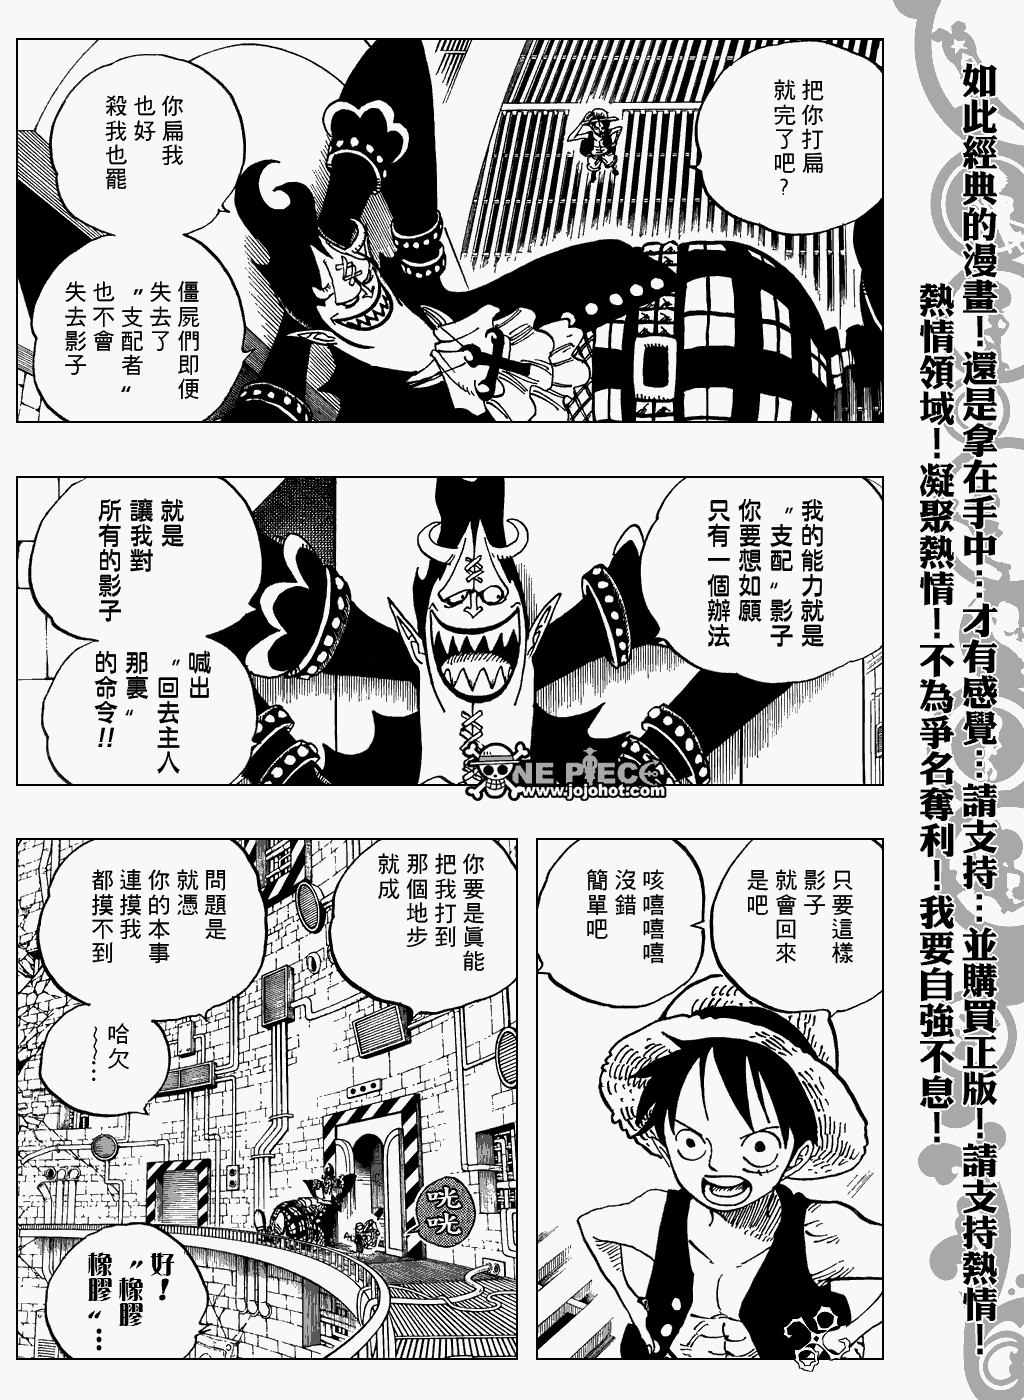 把你打扁
就完了吧?
你扁我
也好
殺我也罷
僵屍們即便
失去了
〝支配者〞
也不會
失去影子
我的能力就是
〝支配〞影子
你要想如願
只有一個辦法
就是
讓我對
所有的影子
喊出
〝回去主人
那裏〞
的命令!!
ONE PIECE
www.jojohot.com
只要這樣
影子
就會回來
是吧
咳嘻嘻嘻
沒錯
簡單吧
你要是真能
把我打到
那個地步
就成
問題是
就憑
你的本事
連摸我
都摸不到
哈欠
~~…
咣
咣
好!
〝橡膠
橡膠〞…
如此經典的漫畫!還是拿在手中…才有感覺…請支持…並購買正版!請支持熱情!
熱情領域!凝聚熱情!不為爭名奪利!我要自強不息!